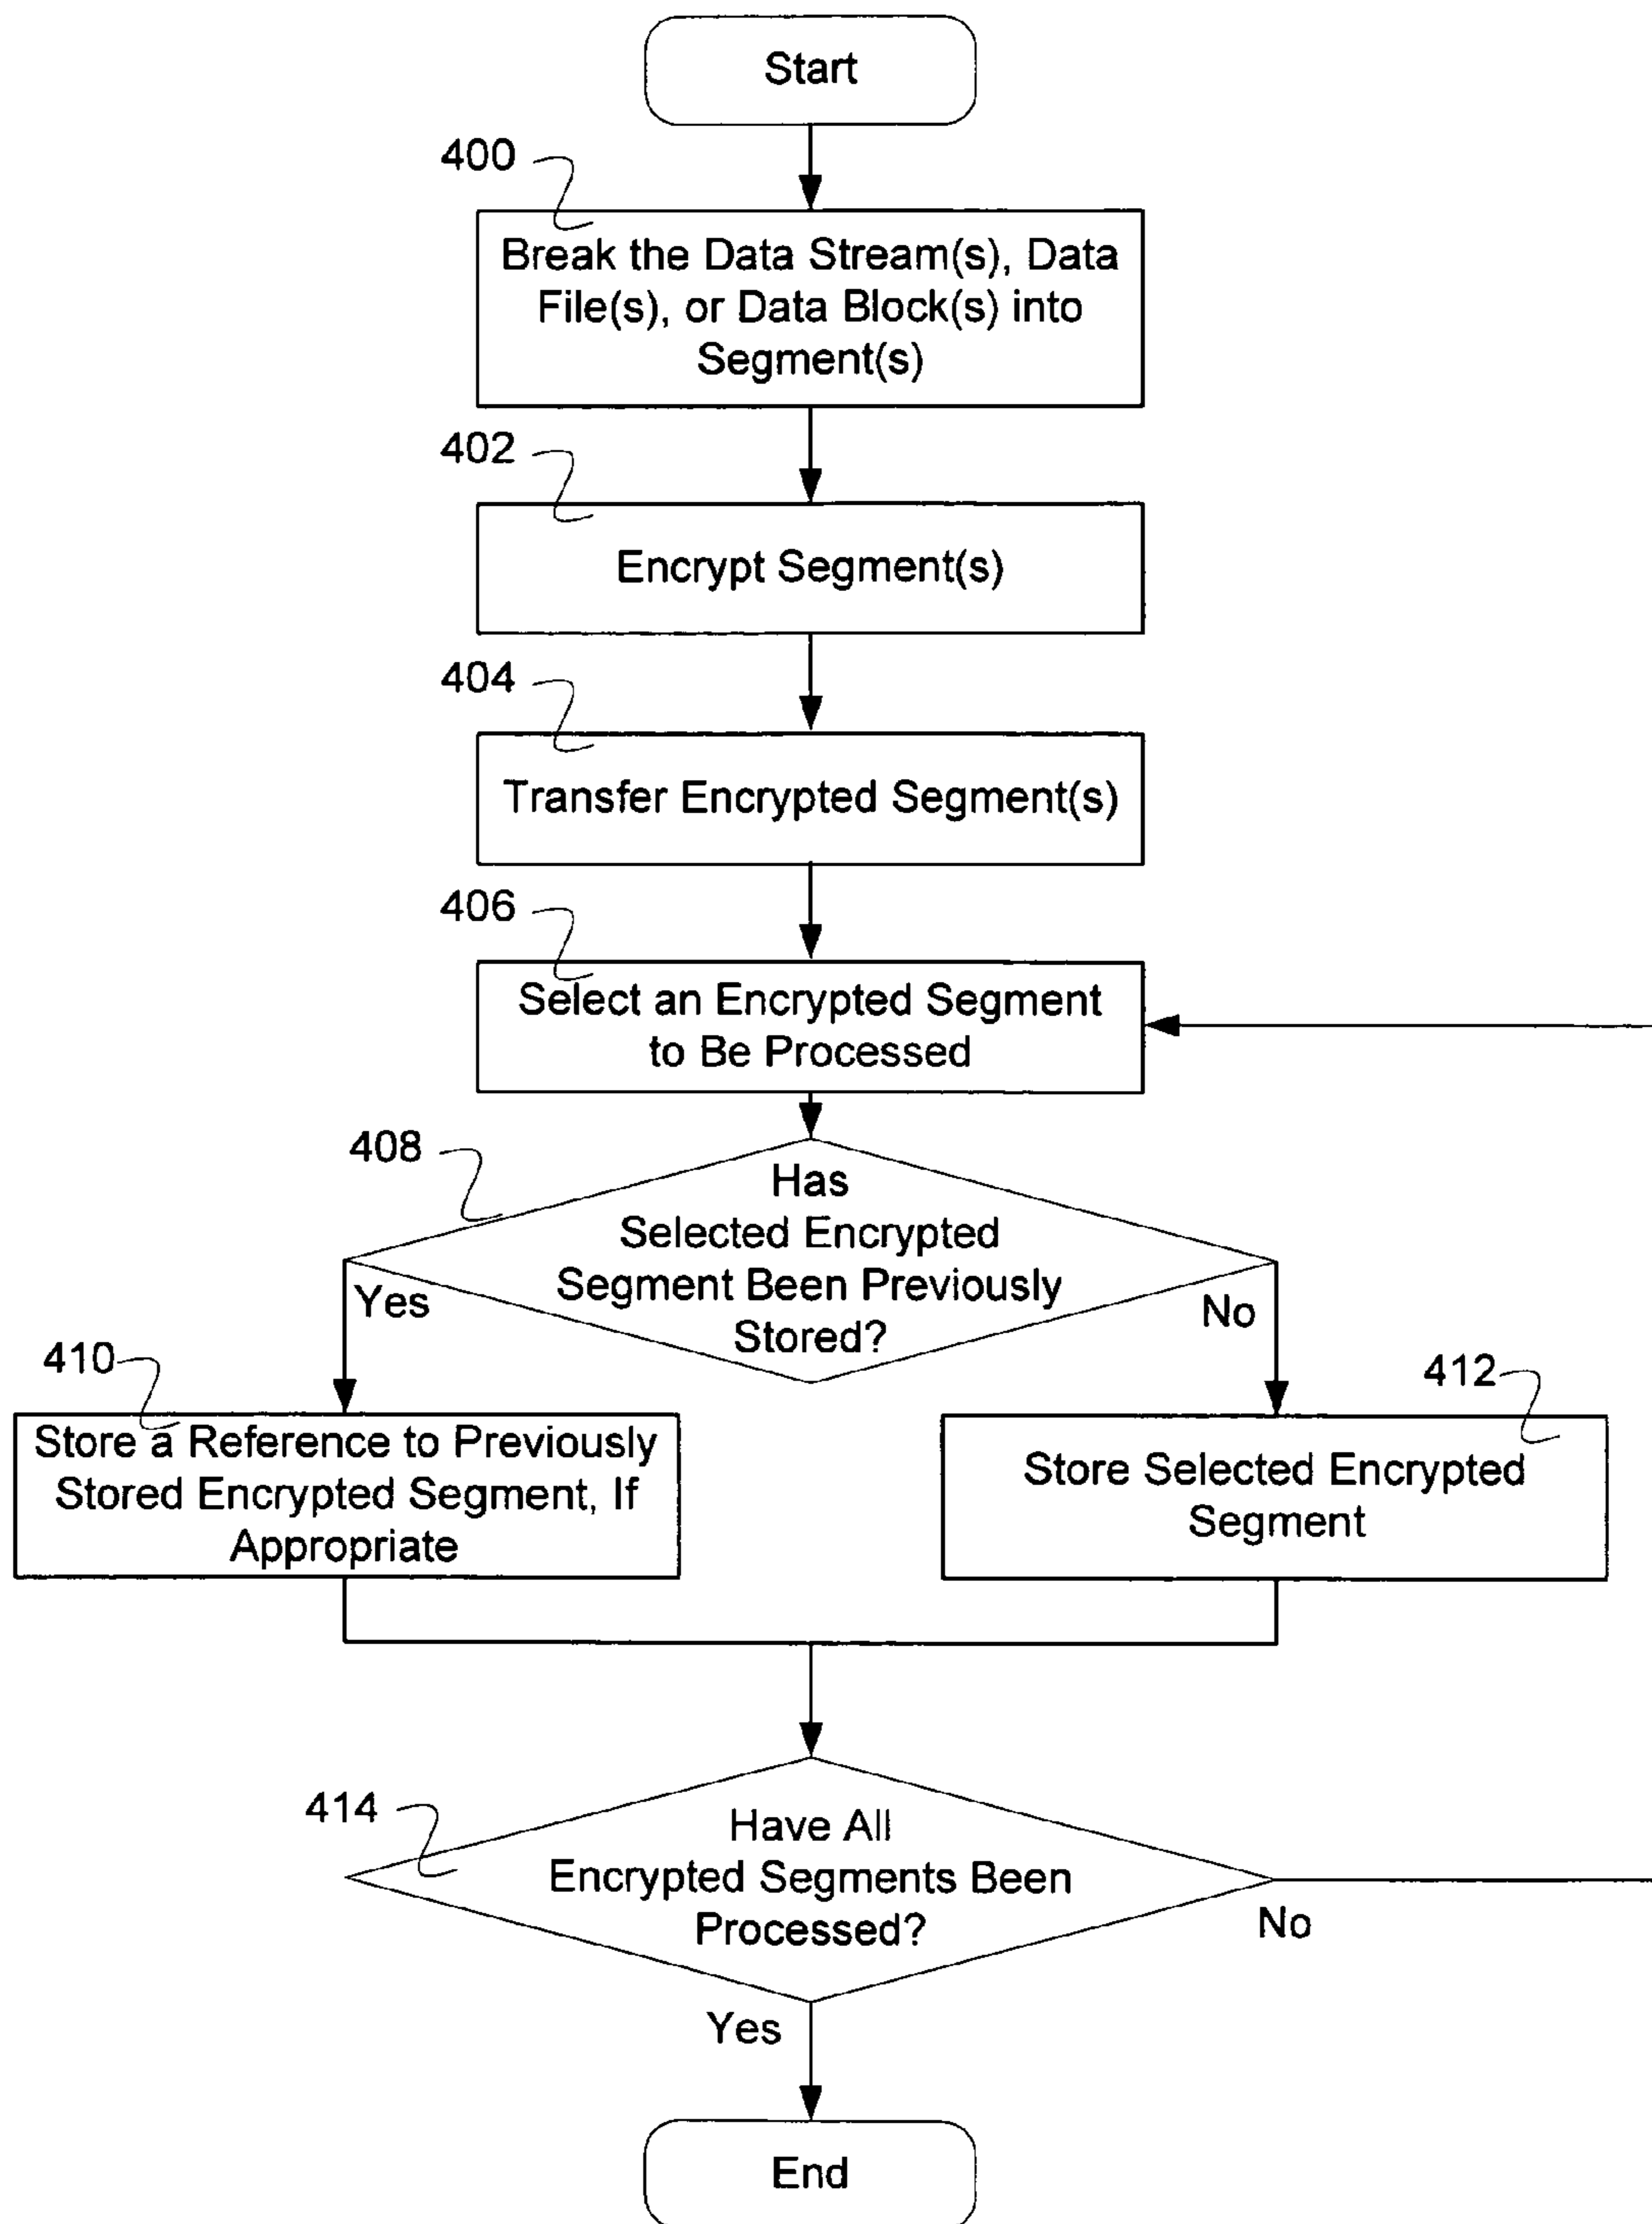 Start
400
Break the Data Stream(s), Data
File(s), or Data Block(s) into
Segment(s)
402
Encrypt Segment(s)
404
Transfer Encrypted Segment(s)
406
Select an Encrypted Segment
to Be Processed
408
Has
Selected Encrypted
Segment Been Previously
Stored?
Yes
No
410
Store a Reference to Previously
Stored Encrypted Segment, If
Appropriate
412
Store Selected Encrypted
Segment
414
Have All
Encrypted Segments Been
Processed?
No
Yes
End